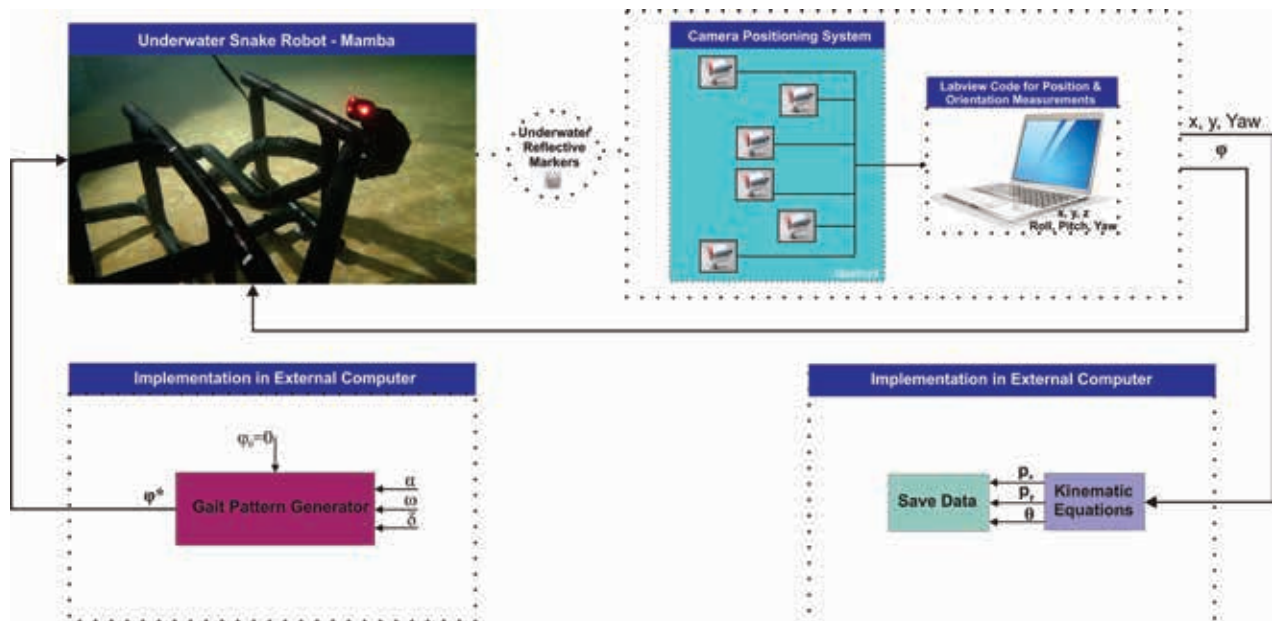 Underwater Snake Robot - Mamba
Underwater
Reflective
Markers
Camera Positioning System
Labview Code for Position &
Orientation Measurements
x, y, z
Roll, Pitch, Yaw
x, y, Yaw
φ
Implementation in External Computer
φ₀=0
Gait Pattern Generator
α
ω
δ
φ*
Implementation in External Computer
Save Data
pₓ
pᵧ
θ
Kinematic
Equations